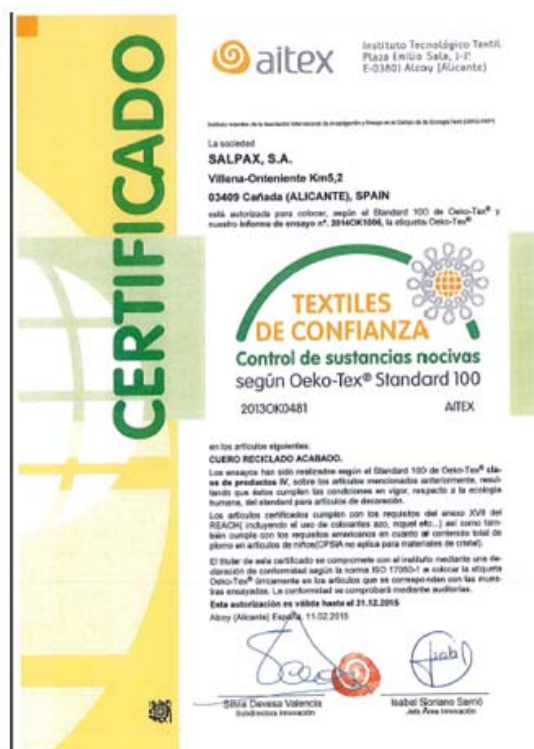 CERTIFICADO
aitex
Instituto Tecnológico Textil
Plaza Emilio Sala, 1-1º
E-03801 Alcoy (Alicante)
La sociedad
SALPAX, S.A.
Villena-Onteniente Km5,2
03409 Cañada (ALICANTE), SPAIN
está autorizada para colocar, según el Standard 100 de Oeko-Tex® y
nuestro informe de ensayo nº. 2014OK1006, la etiqueta Oeko-Tex®
TEXTILES
DE CONFIANZA
Control de sustancias nocivas
según Oeko-Tex® Standard 100
2013OK0481 AITEX
en los artículos siguientes:
CUERO RECICLADO ACABADO.
Los ensayos han sido realizados según el Standard 100 de Oeko-Tex® cla-
se de productos IV, sobre los artículos mencionados anteriormente, resul-
tando que éstos cumplen las condiciones en vigor, respecto a la ecología
humana, del standard para artículos de decoración.
Los artículos certificados cumplen con los requisitos del anexo XVII del
REACH( incluyendo el uso de colorantes azo, níquel etc...) así como tam-
bién cumple con los requisitos americanos en cuanto al contenido total de
plomo en artículos de niños(CPSIA no aplica para materiales de cristal).
El titular de este certificado se compromete con el instituto mediante una de-
claración de conformidad según la norma ISO 17050-1 a colocar la etiqueta
Oeko-Tex® únicamente en los artículos que se correspondan con las mues-
tras ensayadas. La conformidad se comprobará mediante auditorías.
Esta autorización es válida hasta el 31.12.2015
Alcoy (Alicante) España, 11.02.2015
Silvia Devesa Valencia
Subdirectora Innovación
Isabel Soriano Sarrió
Jefa Área Innovación